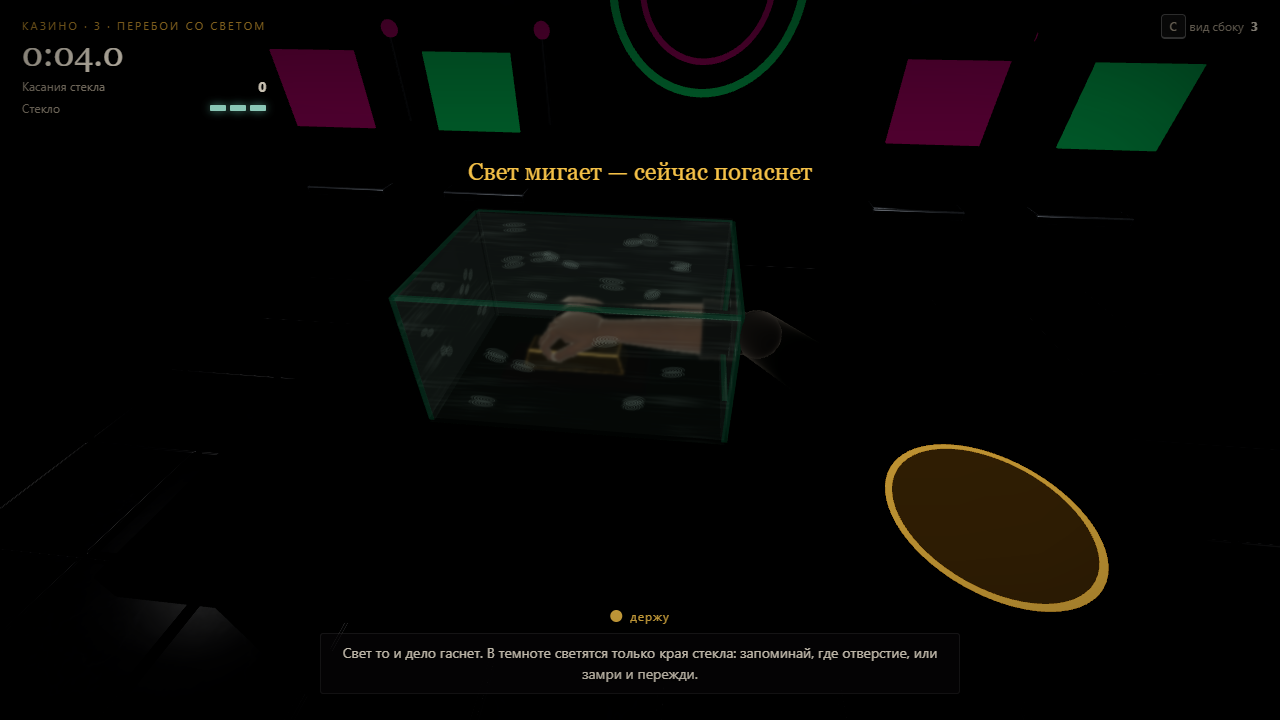 КАЗИНО · 3 · ПЕРЕБОИ СО СВЕТОМ
0:04.0
Касания стекла 0
Стекло
C вид сбоку 3
Свет мигает — сейчас погаснет
держу
Свет то и дело гаснет. В темноте светятся только края стекла: запоминай, где отверстие, или
замри и пережди.